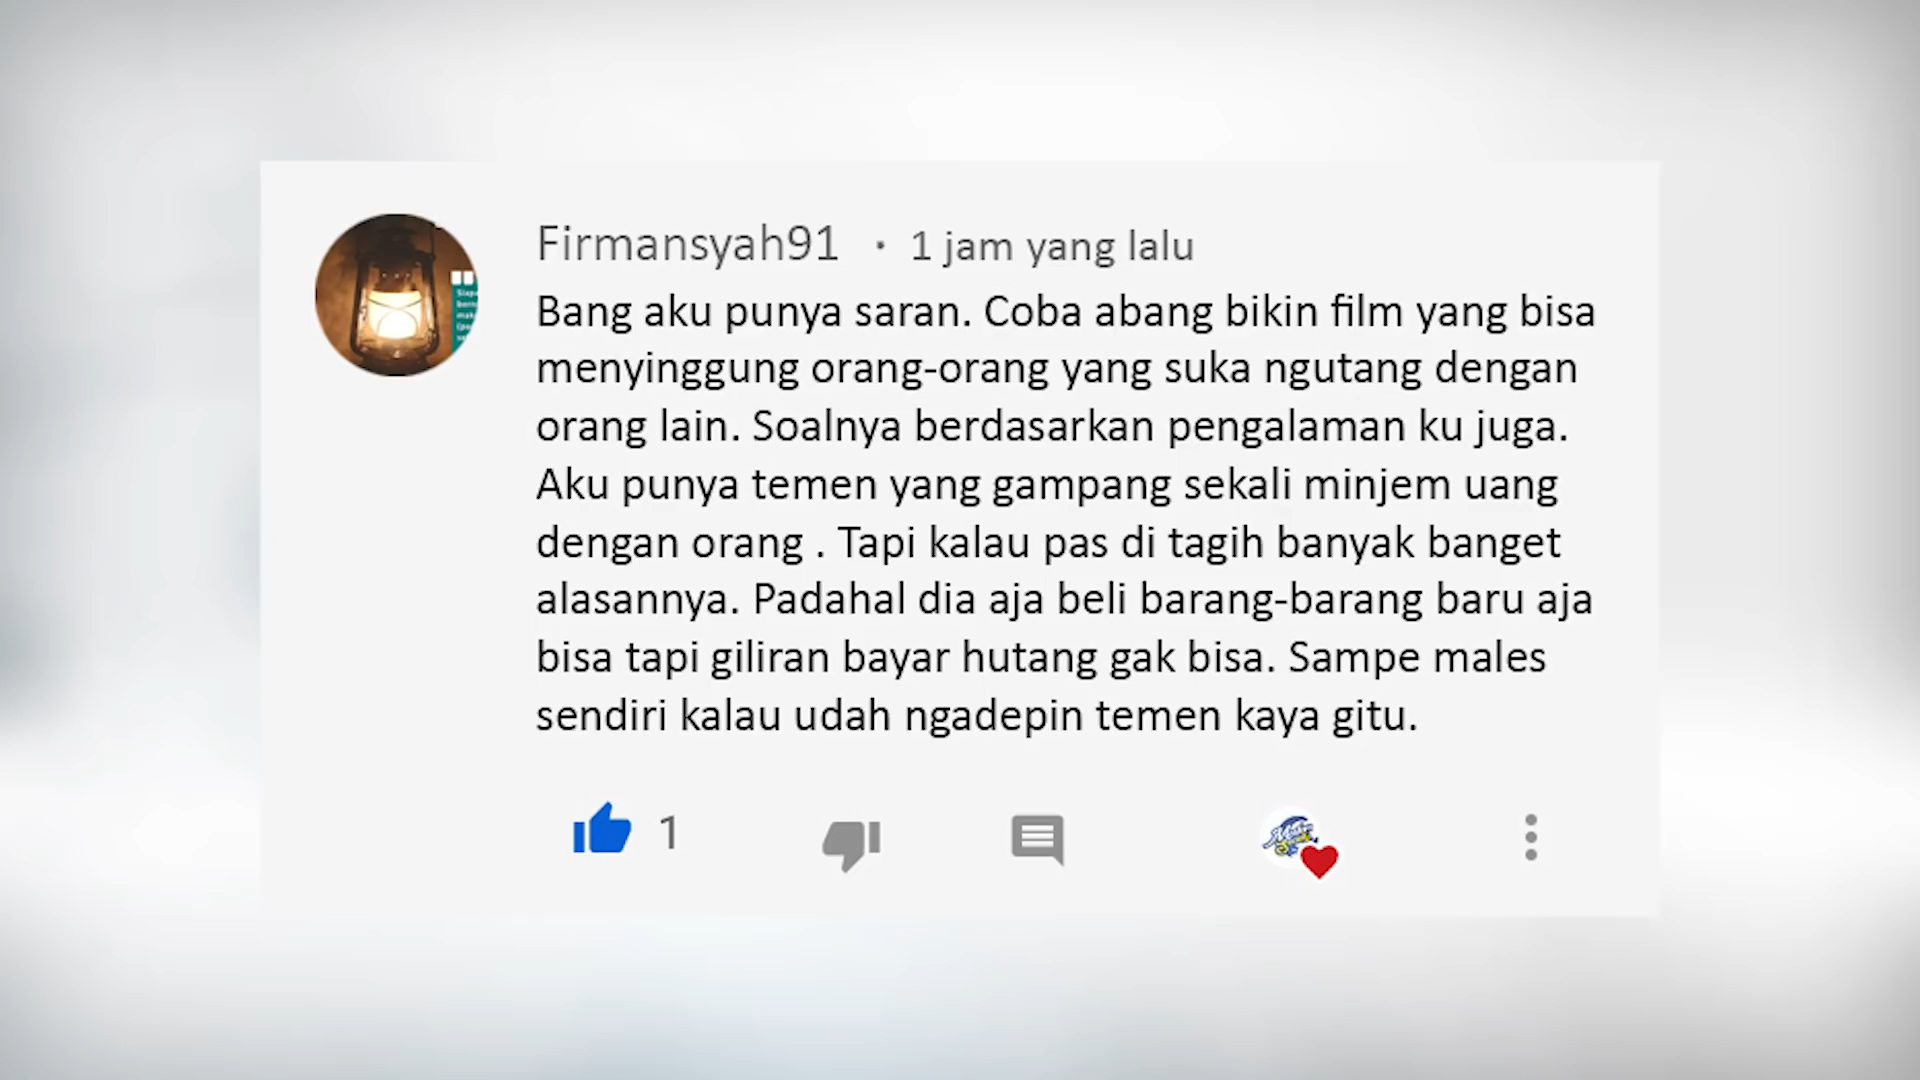 Firmansyah91 · 1 jam yang lalu
Bang aku punya saran. Coba abang bikin film yang bisa
menyinggung orang-orang yang suka ngutang dengan
orang lain. Soalnya berdasarkan pengalaman ku juga.
Aku punya temen yang gampang sekali minjem uang
dengan orang . Tapi kalau pas di tagih banyak banget
alasannya. Padahal dia aja beli barang-barang baru aja
bisa tapi giliran bayar hutang gak bisa. Sampe males
sendiri kalau udah ngadepin temen kaya gitu.
1